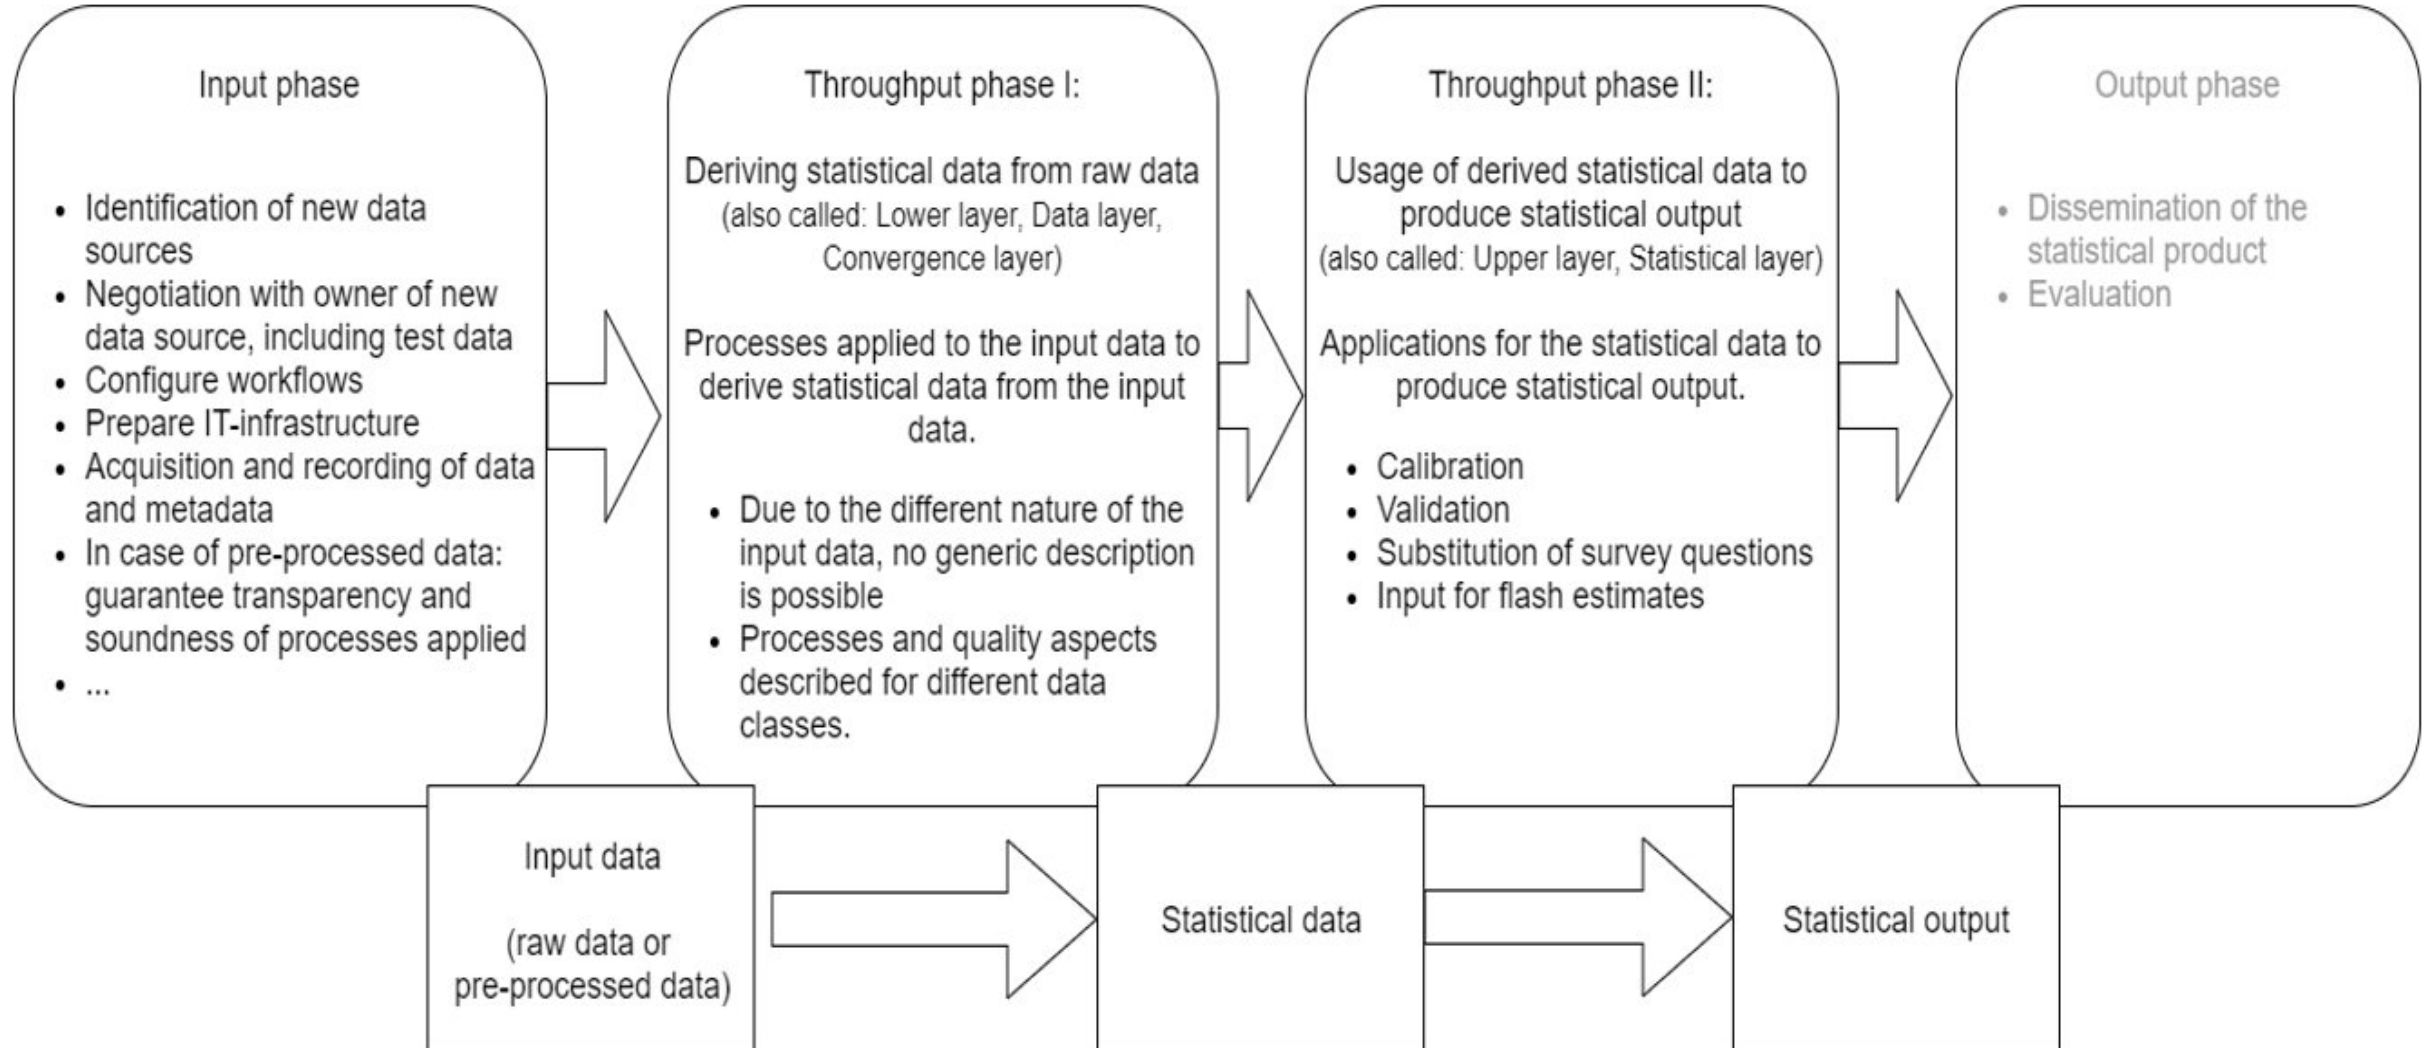 Input phase
• Identification of new data
sources
• Negotiation with owner of new
data source, including test data
• Configure workflows
• Prepare IT-infrastructure
• Acquisition and recording of data
and metadata
• In case of pre-processed data:
guarantee transparency and
soundness of processes applied
• ...
Throughput phase I:
Deriving statistical data from raw data
(also called: Lower layer, Data layer,
Convergence layer)
Processes applied to the input data to
derive statistical data from the input
data.
• Due to the different nature of the
input data, no generic description
is possible
• Processes and quality aspects
described for different data
classes.
Throughput phase II:
Usage of derived statistical data to
produce statistical output
(also called: Upper layer, Statistical layer)
Applications for the statistical data to
produce statistical output.
• Calibration
• Validation
• Substitution of survey questions
• Input for flash estimates
Output phase
• Dissemination of the
statistical product
• Evaluation
Input data
(raw data or
pre-processed data)
Statistical data
Statistical output